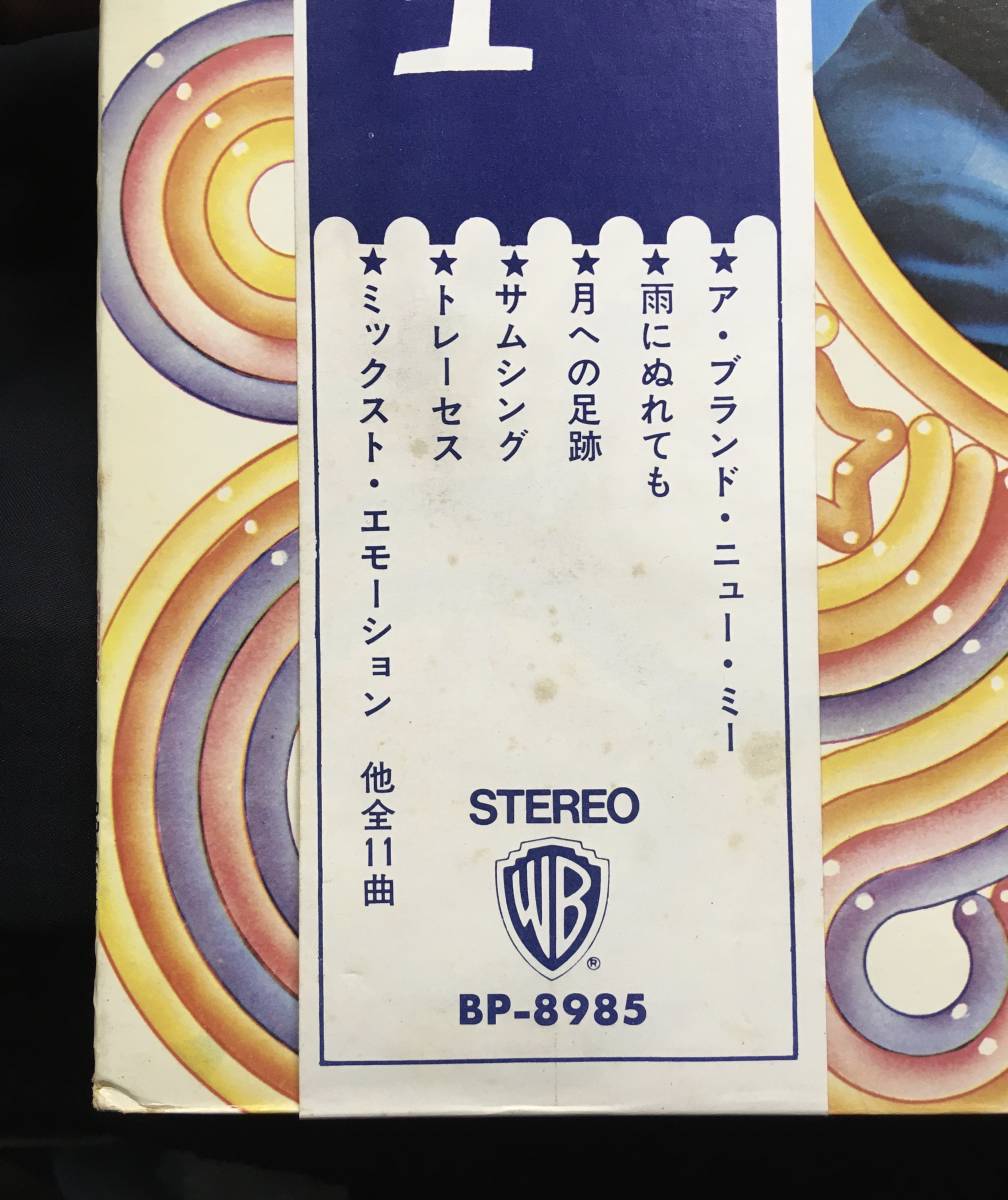 ★ア・ブランド・ニュー・ミー
★雨にぬれても
★月への足跡
★サムシング
★トレーセス
★ミックスト・エモーション 他全11曲
STEREO
WB
®
BP-8985